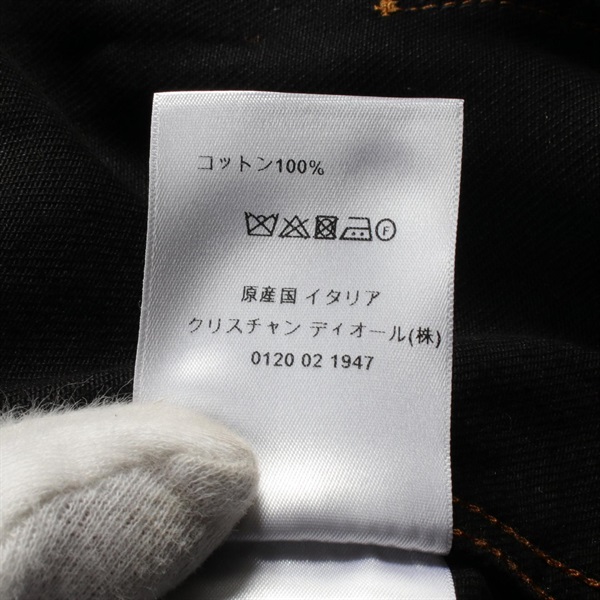 コットン100%
F
原産国 イタリア
クリスチャン ディオール(株)
0120 02 1947